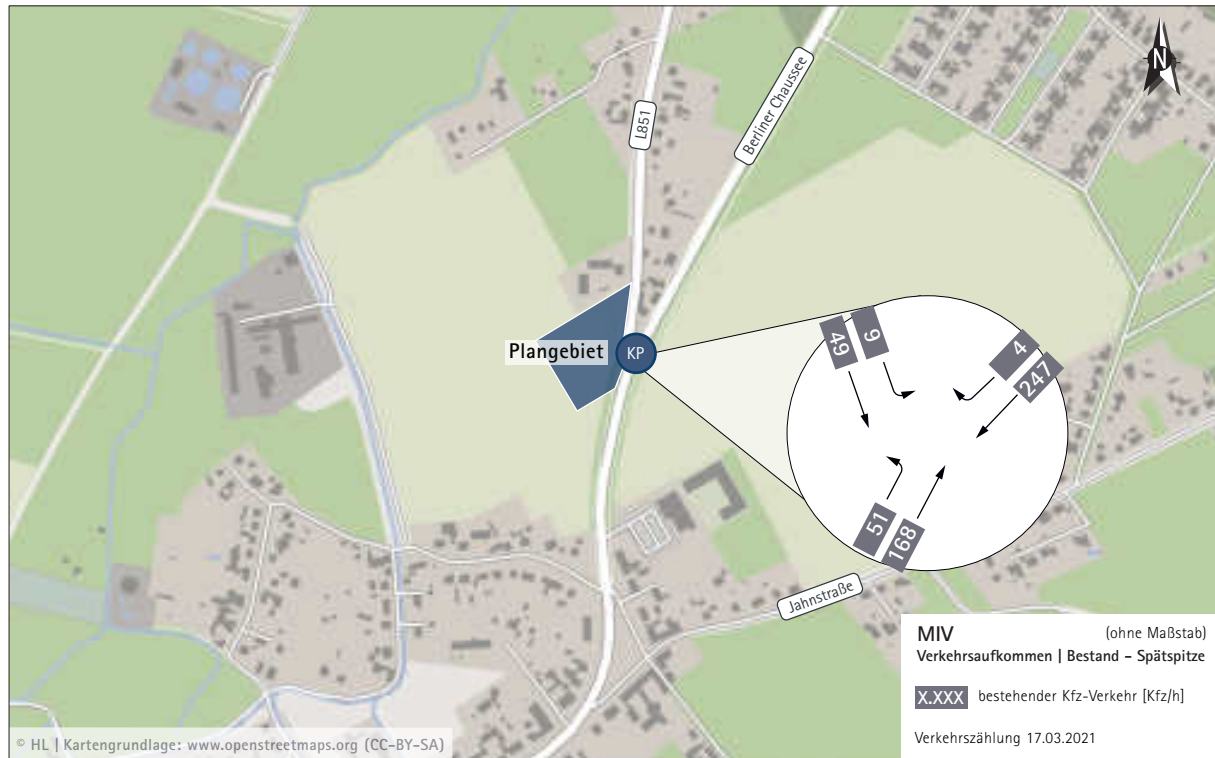 N
L851
Berliner Chaussee
Plangebiet
KP
49
9
4
247
51
168
Jahnstraße
MIV (ohne Maßstab)
Verkehrsaufkommen | Bestand - Spätspitze
X.XXX bestehender Kfz-Verkehr [Kfz/h]
Verkehrszählung 17.03.2021
© HL | Kartengrundlage: www.openstreetmaps.org (CC-BY-SA)